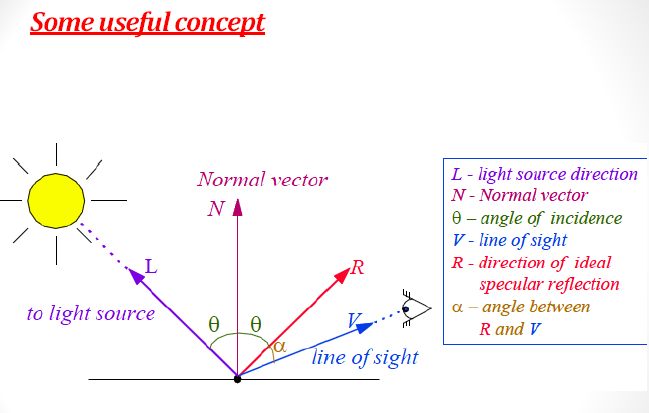 Some useful concept
Normal vector
N
L
R
to light source
θ
θ
α
V
line of sight
L - light source direction
N - Normal vector
θ – angle of incidence
V - line of sight
R - direction of ideal
specular reflection
α – angle between
R and V